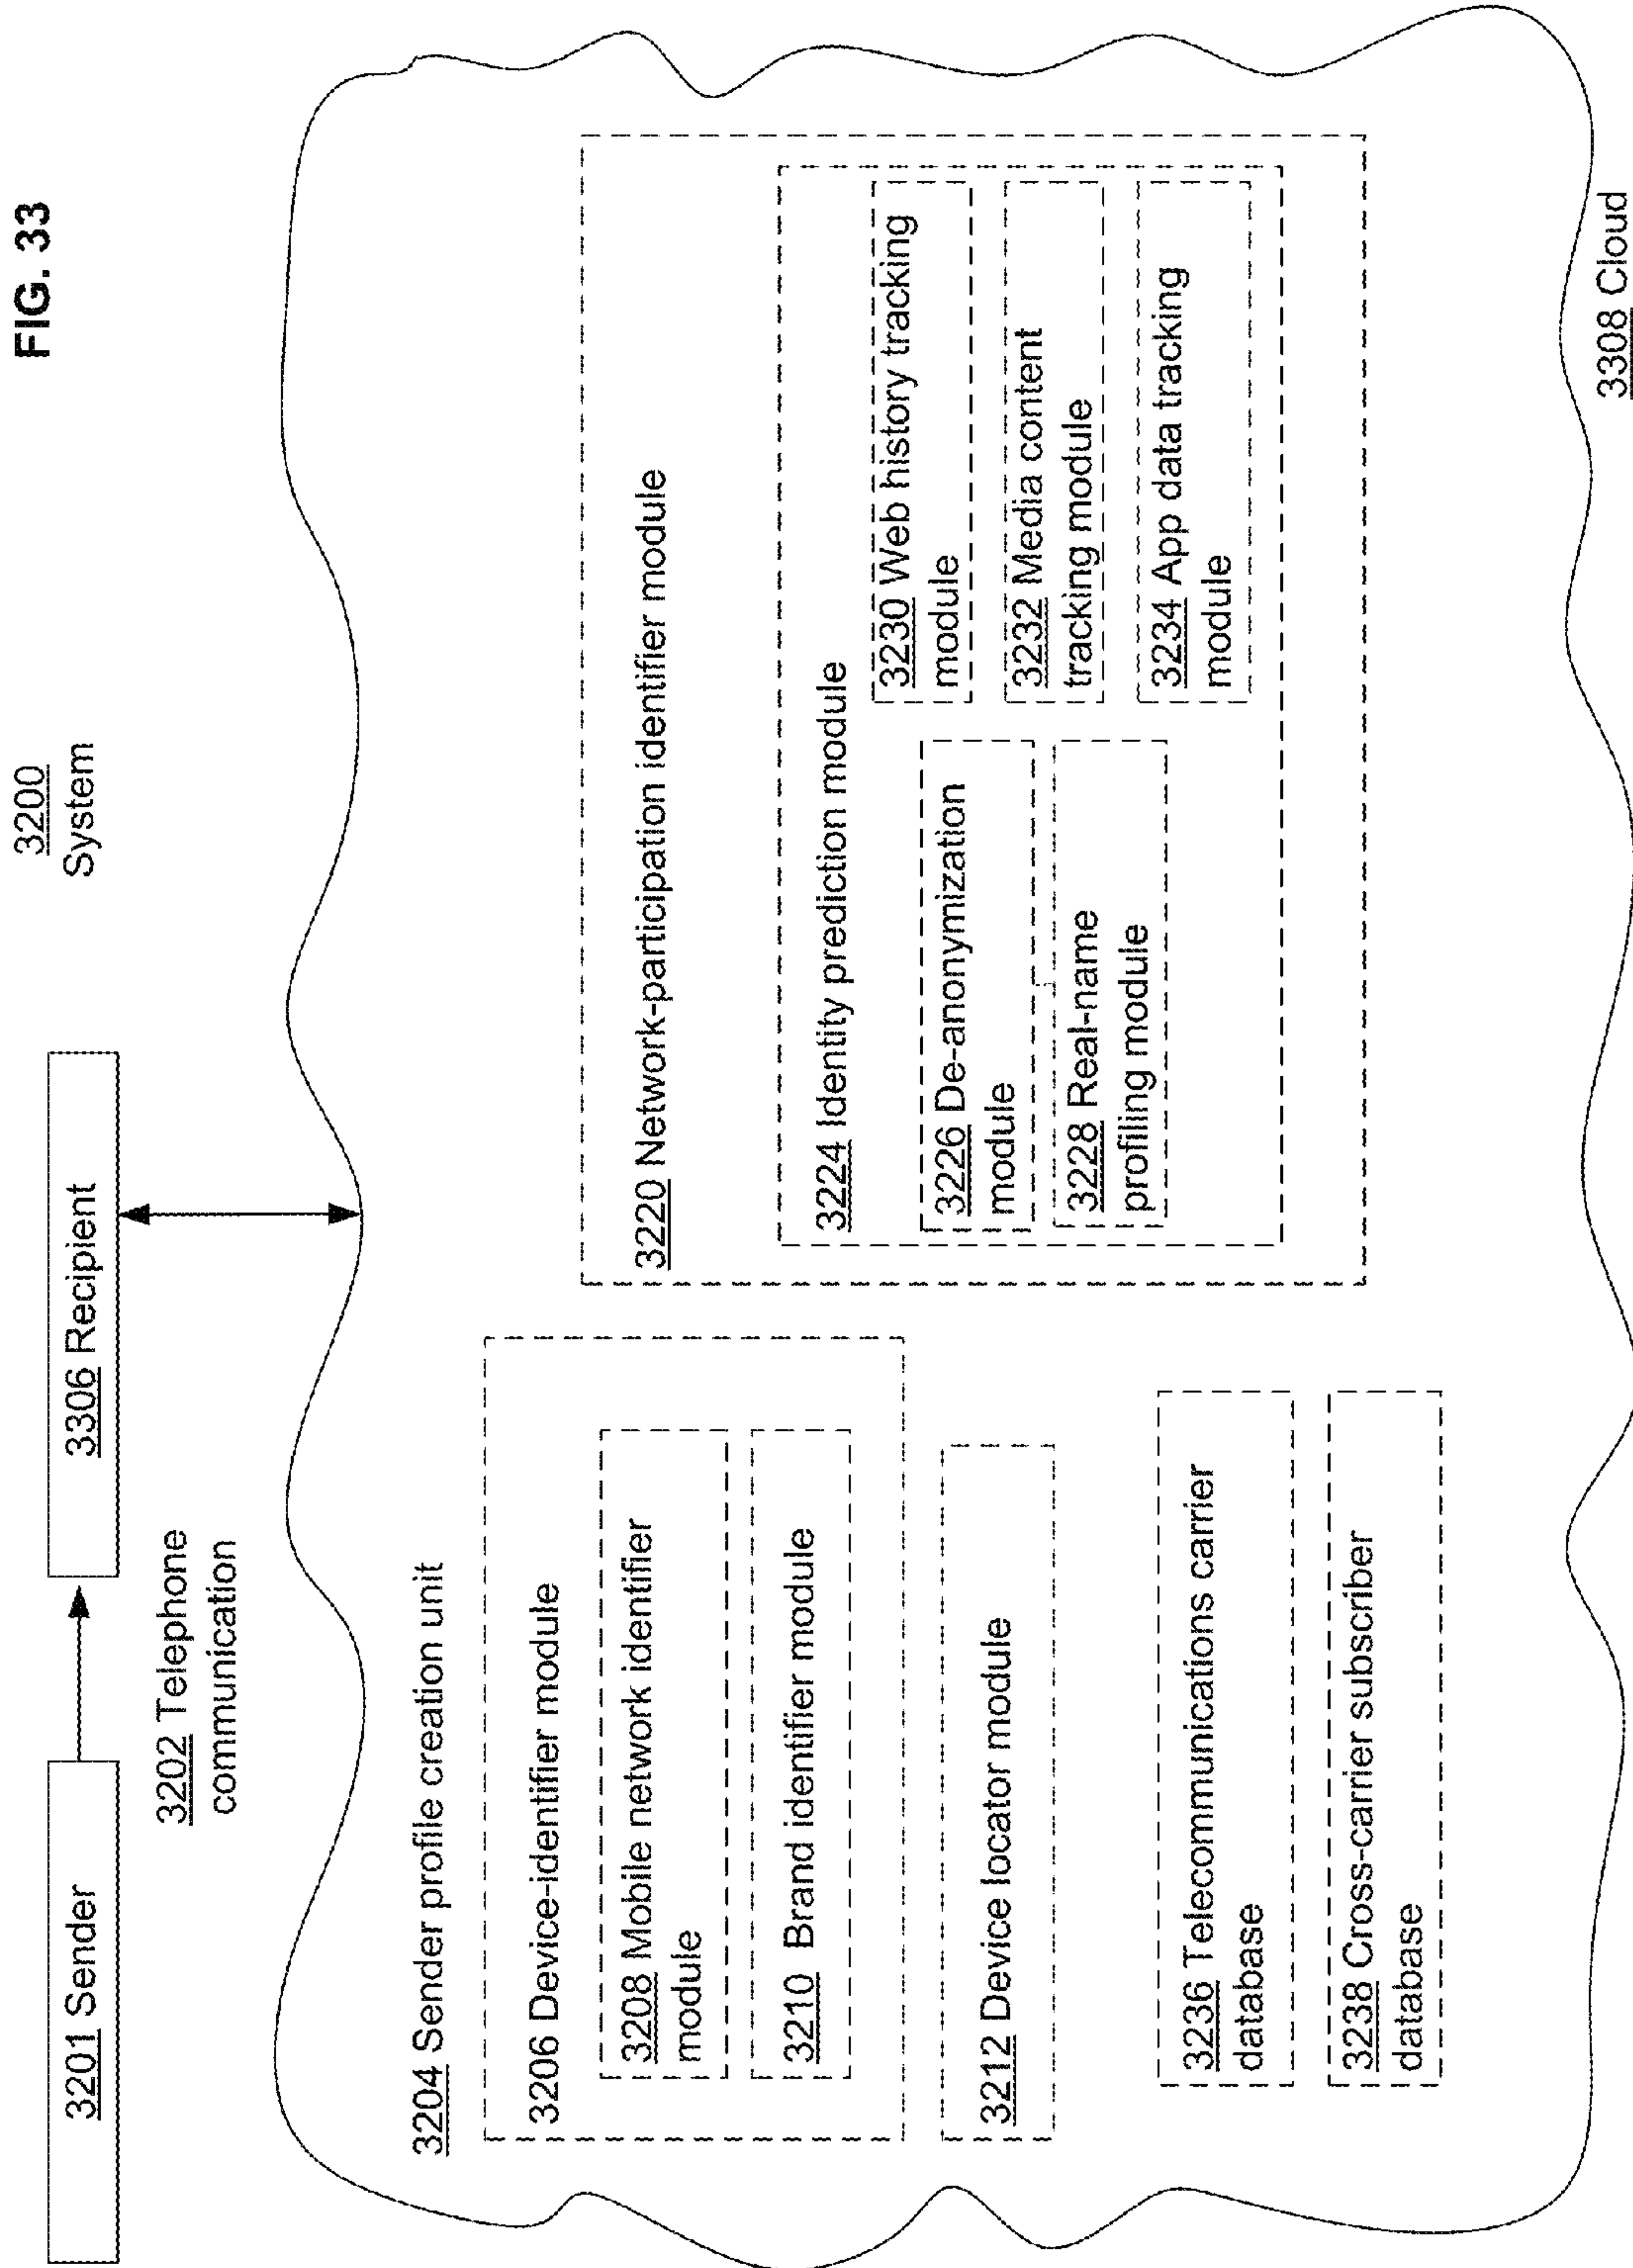 FIG. 33
3200
System
3201 Sender
3306 Recipient
3202 Telephone
communication
3204 Sender profile creation unit
3206 Device-identifier module
3208 Mobile network identifier
module
3210 Brand identifier module
3212 Device locator module
3236 Telecommunications carrier
database
3238 Cross-carrier subscriber
database
3220 Network-participation identifier module
3224 Identity prediction module
3226 De-anonymization
module
3228 Real-name
profiling module
3230 Web history tracking
module
3232 Media content
tracking module
3234 App data tracking
module
3308 Cloud